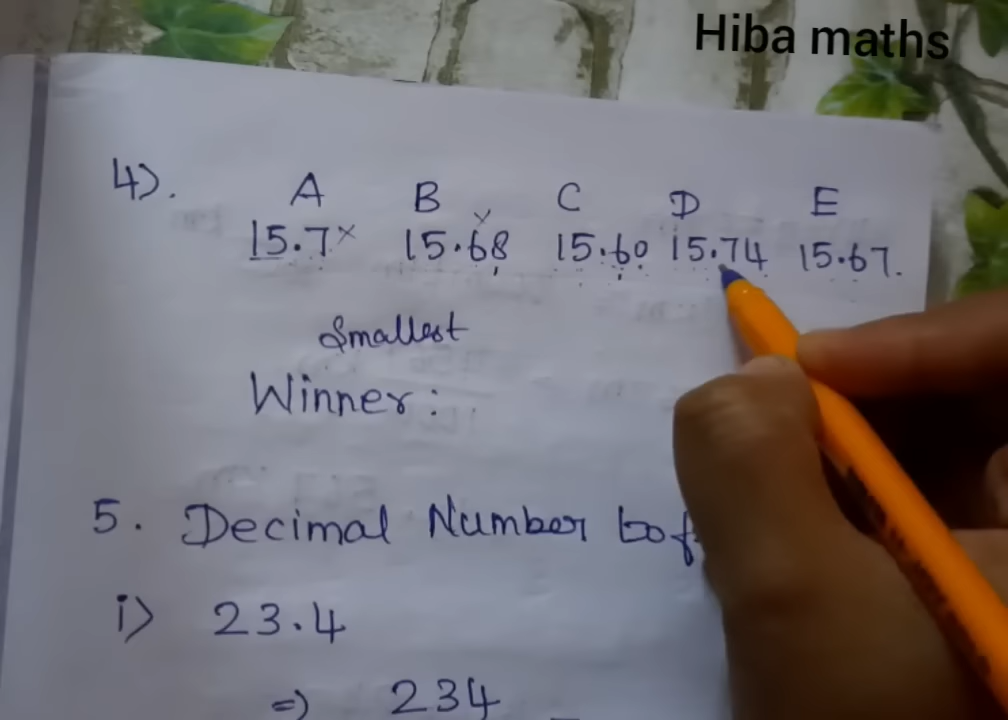 Hiba maths
4). A B C D E
15.7× 15.68 × 15.60 15.74 15.67.
Smallest
Winner :
5. Decimal Number
i) 23.4
=) 234